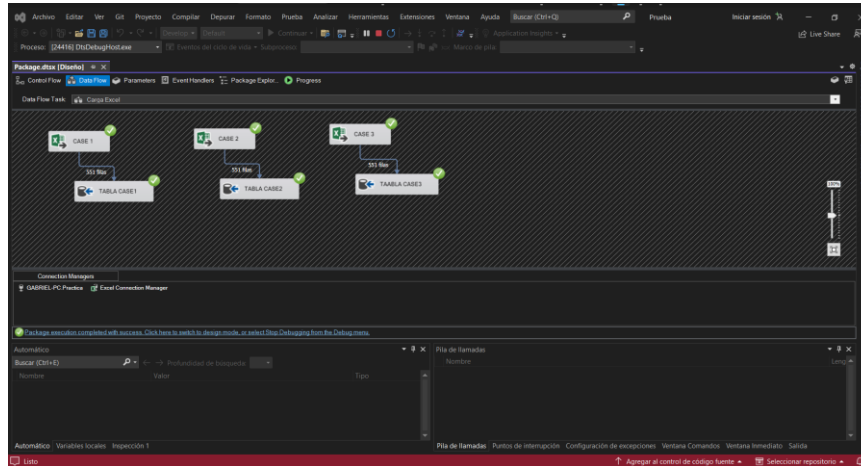 Archivo Editar Ver Git Proyecto Compilar Depurar Formato Prueba Analizar Herramientas Extensiones Ventana Ayuda Buscar (Ctrl+Q) Prueba Iniciar sesión
Develop Default Continuar Application Insights Live Share
Proceso: [24416] DtsDebugHost.exe Eventos del ciclo de vida Subproceso: Marco de pila:
Package.dtsx [Diseño]
Control Flow Data Flow Parameters Event Handlers Package Explor... Progress
Data Flow Task: Carga Excel
CASE 1 CASE 2 CASE 3
551 filas 551 filas 551 filas
TABLA CASE1 TABLA CASE2 TAABLA CASE3
100%
Connection Managers
GABRIEL-PC.Practica Excel Connection Manager
Package execution completed with success. Click here to switch to design mode, or select Stop Debugging from the Debug menu.
Automático Pila de llamadas
Buscar (Ctrl+E) Profundidad de búsqueda: Nombre Leng
Nombre Valor Tipo
Automático Variables locales Inspección 1 Pila de llamadas Puntos de interrupción Configuración de excepciones Ventana Comandos Ventana Inmediato Salida
Listo Agregar al control de código fuente Seleccionar repositorio